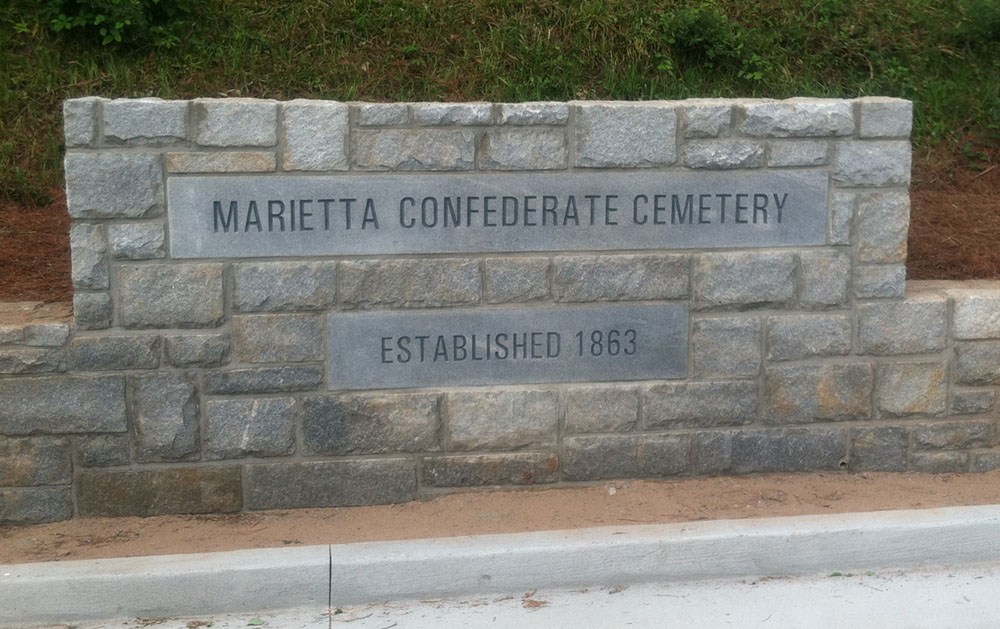 MARIETTA CONFEDERATE CEMETERY
ESTABLISHED 1863